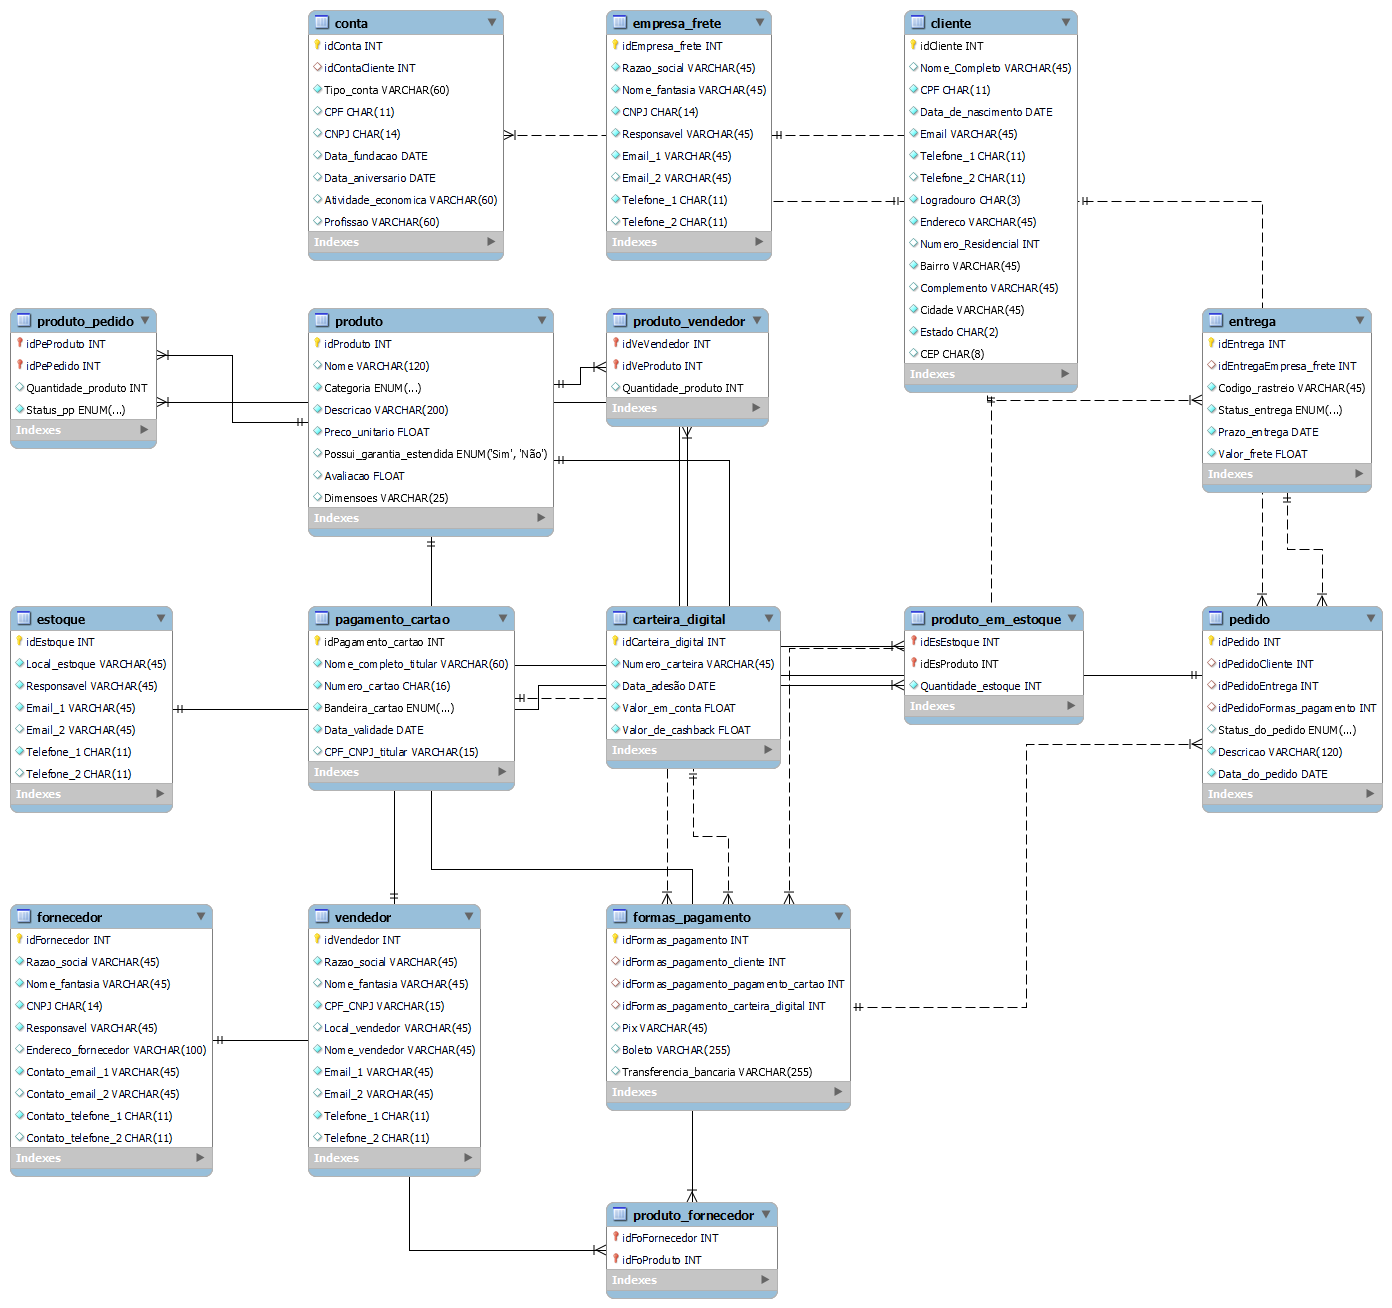 conta
idConta INT
idContaCliente INT
Tipo_conta VARCHAR(60)
CPF CHAR(11)
CNPJ CHAR(14)
Data_fundacao DATE
Data_aniversario DATE
Atividade_economica VARCHAR(60)
Profissao VARCHAR(60)
Indexes
empresa_frete
idEmpresa_frete INT
Razao_social VARCHAR(45)
Nome_fantasia VARCHAR(45)
CNPJ CHAR(14)
Responsavel VARCHAR(45)
Email_1 VARCHAR(45)
Email_2 VARCHAR(45)
Telefone_1 CHAR(11)
Telefone_2 CHAR(11)
Indexes
cliente
idCliente INT
Nome_Completo VARCHAR(45)
CPF CHAR(11)
Data_de_nascimento DATE
Email VARCHAR(45)
Telefone_1 CHAR(11)
Telefone_2 CHAR(11)
Logradouro CHAR(3)
Endereco VARCHAR(45)
Numero_Residencial INT
Bairro VARCHAR(45)
Complemento VARCHAR(45)
Cidade VARCHAR(45)
Estado CHAR(2)
CEP CHAR(8)
Indexes
produto_pedido
idPeProduto INT
idPePedido INT
Quantidade_produto INT
Status_pp ENUM(...)
Indexes
produto
idProduto INT
Nome VARCHAR(120)
Categoria ENUM(...)
Descricao VARCHAR(200)
Preco_unitario FLOAT
Possui_garantia_estendida ENUM('Sim', 'Não')
Avaliacao FLOAT
Dimensoes VARCHAR(25)
Indexes
produto_vendedor
idVeVendedor INT
idVeProduto INT
Quantidade_produto INT
Indexes
entrega
idEntrega INT
idEntregaEmpresa_frete INT
Codigo_rastreio VARCHAR(45)
Status_entrega ENUM(...)
Prazo_entrega DATE
Valor_frete FLOAT
Indexes
estoque
idEstoque INT
Local_estoque VARCHAR(45)
Responsavel VARCHAR(45)
Email_1 VARCHAR(45)
Email_2 VARCHAR(45)
Telefone_1 CHAR(11)
Telefone_2 CHAR(11)
Indexes
pagamento_cartao
idPagamento_cartao INT
Nome_completo_titular VARCHAR(60)
Numero_cartao CHAR(16)
Bandeira_cartao ENUM(...)
Data_validade DATE
CPF_CNPJ_titular VARCHAR(15)
Indexes
carteira_digital
idCarteira_digital INT
Numero_carteira VARCHAR(45)
Data_adesão DATE
Valor_em_conta FLOAT
Valor_de_cashback FLOAT
Indexes
produto_em_estoque
idEsEstoque INT
idEsProduto INT
Quantidade_estoque INT
Indexes
pedido
idPedido INT
idPedidoCliente INT
idPedidoEntrega INT
idPedidoFormas_pagamento INT
Status_do_pedido ENUM(...)
Descricao VARCHAR(120)
Data_do_pedido DATE
Indexes
fornecedor
idFornecedor INT
Razao_social VARCHAR(45)
Nome_fantasia VARCHAR(45)
CNPJ CHAR(14)
Responsavel VARCHAR(45)
Endereco_fornecedor VARCHAR(100)
Contato_email_1 VARCHAR(45)
Contato_email_2 VARCHAR(45)
Contato_telefone_1 CHAR(11)
Contato_telefone_2 CHAR(11)
Indexes
vendedor
idVendedor INT
Razao_social VARCHAR(45)
Nome_fantasia VARCHAR(45)
CPF_CNPJ VARCHAR(15)
Local_vendedor VARCHAR(45)
Nome_vendedor VARCHAR(45)
Email_1 VARCHAR(45)
Email_2 VARCHAR(45)
Telefone_1 CHAR(11)
Telefone_2 CHAR(11)
Indexes
formas_pagamento
idFormas_pagamento INT
idFormas_pagamento_cliente INT
idFormas_pagamento_pagamento_cartao INT
idFormas_pagamento_carteira_digital INT
Pix VARCHAR(45)
Boleto VARCHAR(255)
Transferencia_bancaria VARCHAR(255)
Indexes
produto_fornecedor
idFoFornecedor INT
idFoProduto INT
Indexes